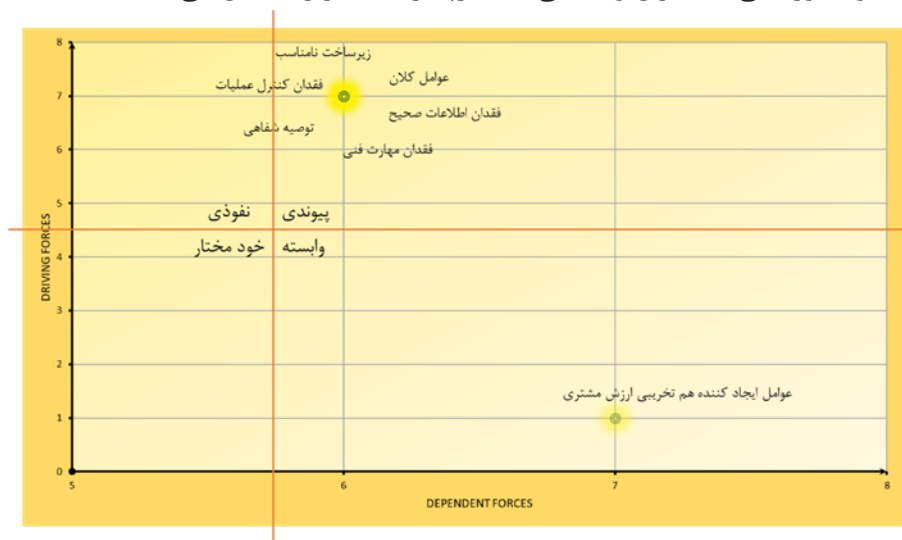 8
زیرساخت نامناسب
عوامل کلان
فقدان کنترل عملیات
7
فقدان اطلاعات صحیح
توصیه شفاهی
فقدان مهارت فنی
6
5
پیوندی
نفوذی
وابسته
خود مختار
4
DRIVING FORCES
3
2
عوامل ایجاد کننده هم تخریبی ارزش مشتری
1
0
5
6
7
8
DEPENDENT FORCES